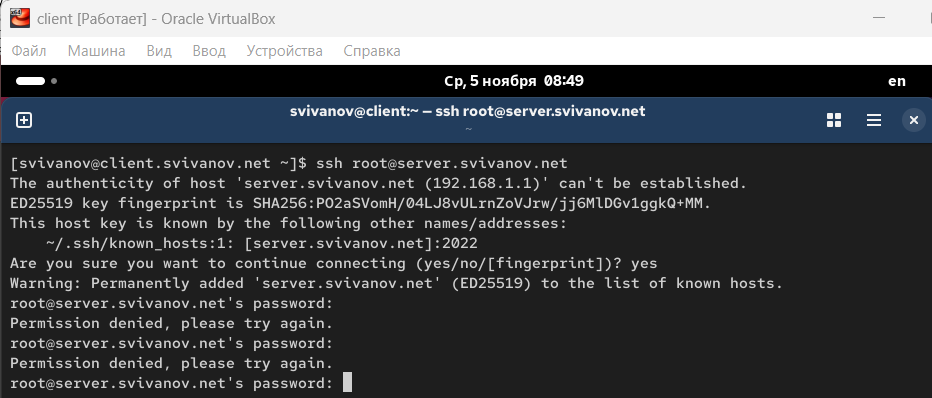 client [Работает] - Oracle VirtualBox
Файл Машина Вид Ввод Устройства Справка
Ср, 5 ноября 08:49 en
svivanov@client:~ — ssh root@server.svivanov.net
~
[svivanov@client.svivanov.net ~]$ ssh root@server.svivanov.net
The authenticity of host 'server.svivanov.net (192.168.1.1)' can't be established.
ED25519 key fingerprint is SHA256:PO2aSVomH/04LJ8vULrnZoVJrw/jj6MlDGv1ggkQ+MM.
This host key is known by the following other names/addresses:
    ~/.ssh/known_hosts:1: [server.svivanov.net]:2022
Are you sure you want to continue connecting (yes/no/[fingerprint])? yes
Warning: Permanently added 'server.svivanov.net' (ED25519) to the list of known hosts.
root@server.svivanov.net's password:
Permission denied, please try again.
root@server.svivanov.net's password:
Permission denied, please try again.
root@server.svivanov.net's password: